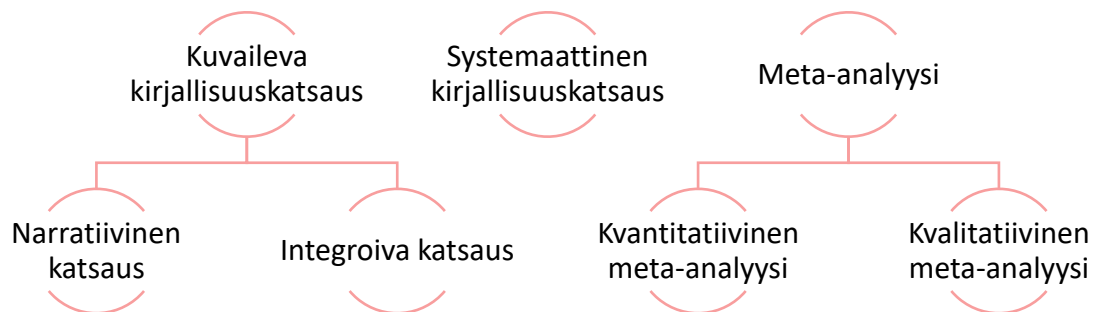 Kuvaileva
kirjallisuuskatsaus
Systemaattinen
kirjallisuuskatsaus
Meta-analyysi
Narratiivinen
katsaus
Integroiva katsaus
Kvantitatiivinen
meta-analyysi
Kvalitatiivinen
meta-analyysi